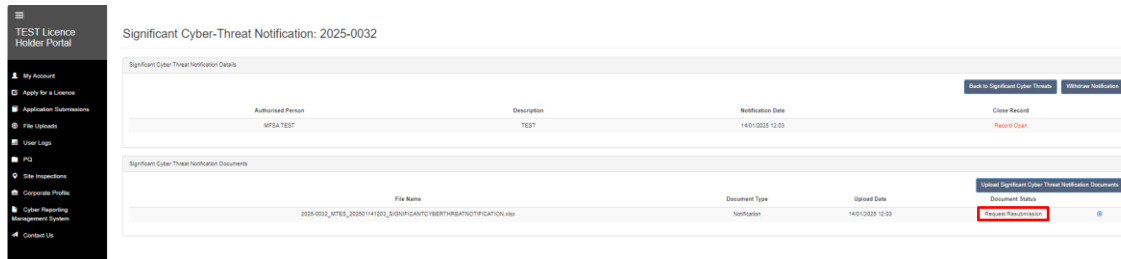 TEST Licence
Holder Portal
My Account
Apply for a Licence
Application Submissions
File Uploads
User Logs
PQ
Site Inspections
Corporate Profile
Cyber Reporting
Management System
Contact Us
Significant Cyber-Threat Notification: 2025-0032
Significant Cyber Threat Notification Details
Back to Significant Cyber Threats Withdraw Notification
Authorised Person Description Notification Date Close Record
MFSA TEST TEST 14/01/2025 12:03 Record Open
Significant Cyber Threat Notification Documents
Upload Significant Cyber Threat Notification Documents
File Name Document Type Upload Date Document Status
2025-0032_MTES_202501141203_SIGNIFICANTCYBERTHREATNOTIFICATION.xlsx Notification 14/01/2025 12:03 Request Resubmission